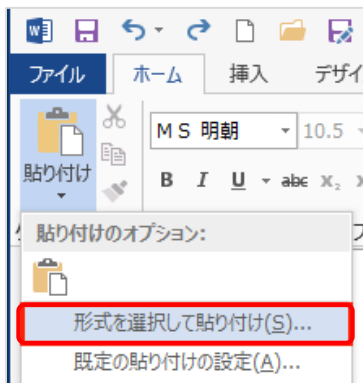 ファイル ホーム 挿入 デザイ
MS 明朝 10.5
貼り付け
B I U abc X₂
貼り付けのオプション:
形式を選択して貼り付け(S)...
既定の貼り付けの設定(A)...